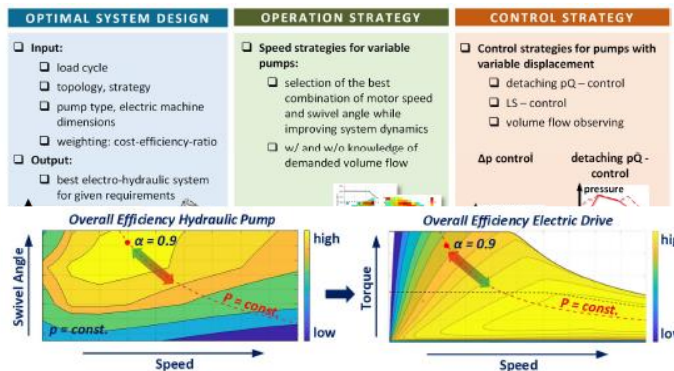 OPTIMAL SYSTEM DESIGN
Input:
load cycle
topology, strategy
pump type, electric machine
dimensions
weighting: cost-efficiency-ratio
Output:
best electro-hydraulic system
for given requirements
OPERATION STRATEGY
Speed strategies for variable
pumps:
selection of the best
combination of motor speed
and swivel angle while
improving system dynamics
w/ and w/o knowledge of
demanded volume flow
CONTROL STRATEGY
Control strategies for pumps with
variable displacement
detaching pQ – control
LS – control
volume flow observing
Δp control
detaching pQ -
control
pressure
Overall Efficiency Hydraulic Pump
Swivel Angle
α = 0.9
P = const.
p = const.
Speed
high
low
Overall Efficiency Electric Drive
Torque
α = 0.9
P = const.
Speed
high
low